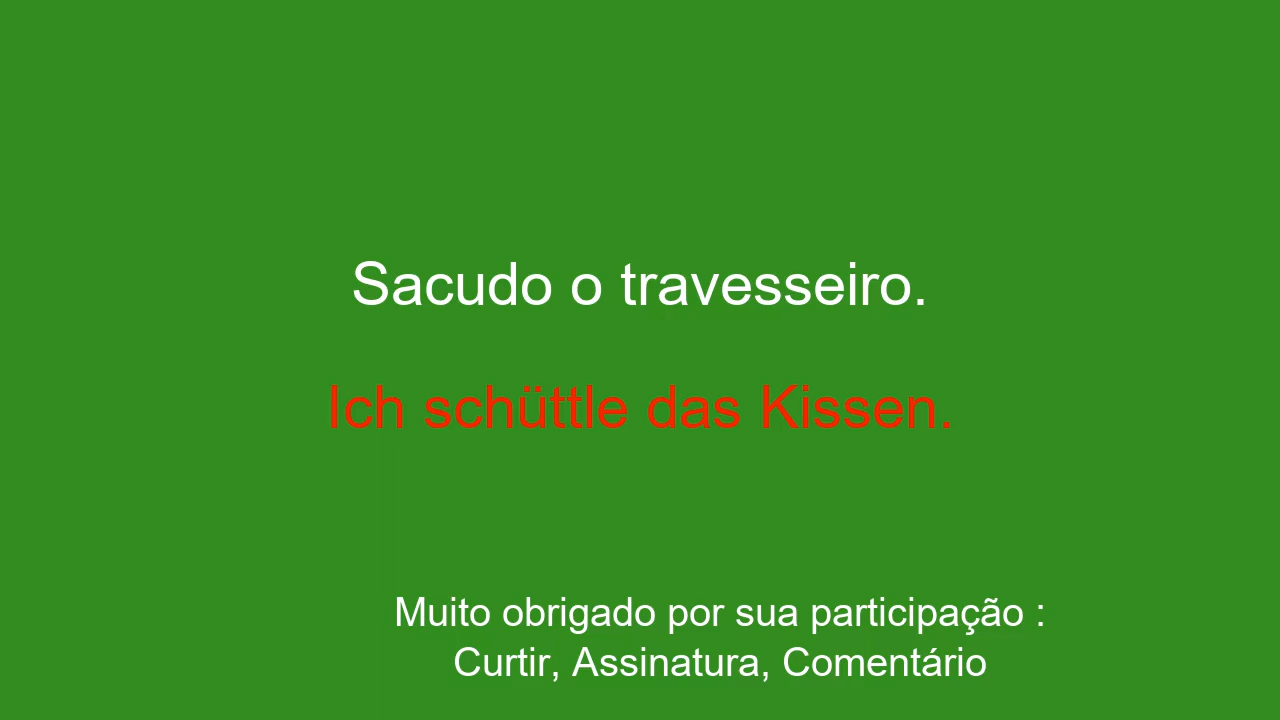 Sacudo o travesseiro.
Ich schüttle das Kissen.
Muito obrigado por sua participação :
Curtir, Assinatura, Comentário